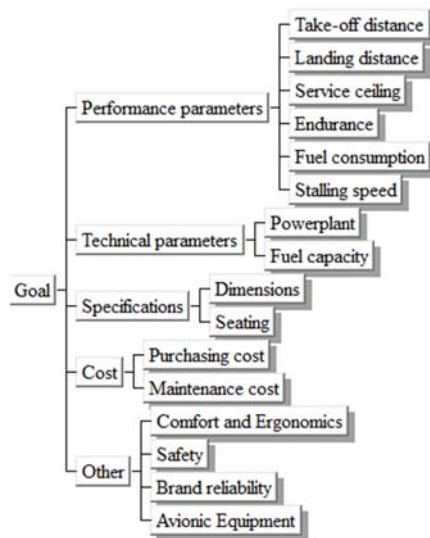 Goal
Performance parameters
Take-off distance
Landing distance
Service ceiling
Endurance
Fuel consumption
Stalling speed
Technical parameters
Powerplant
Fuel capacity
Specifications
Dimensions
Seating
Cost
Purchasing cost
Maintenance cost
Other
Comfort and Ergonomics
Safety
Brand reliability
Avionic Equipment